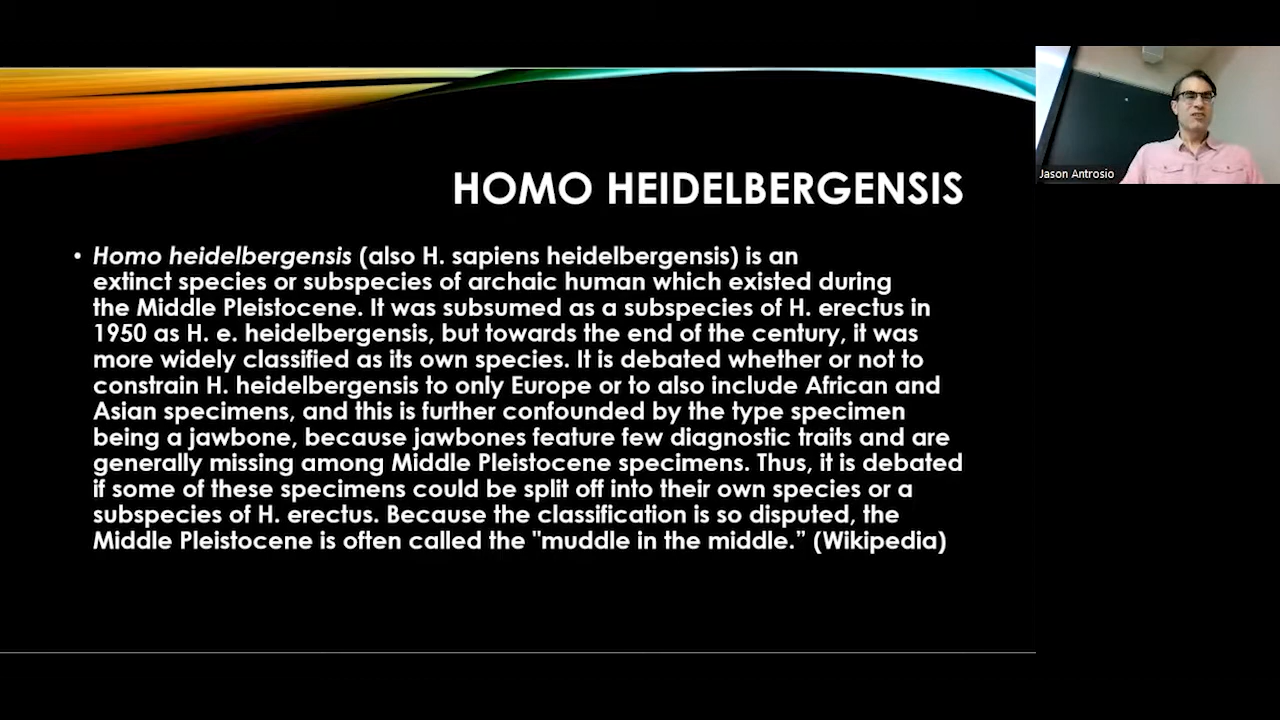 HOMO HEIDELBERGENSIS
• Homo heidelbergensis (also H. sapiens heidelbergensis) is an
extinct species or subspecies of archaic human which existed during
the Middle Pleistocene. It was subsumed as a subspecies of H. erectus in
1950 as H. e. heidelbergensis, but towards the end of the century, it was
more widely classified as its own species. It is debated whether or not to
constrain H. heidelbergensis to only Europe or to also include African and
Asian specimens, and this is further confounded by the type specimen
being a jawbone, because jawbones feature few diagnostic traits and are
generally missing among Middle Pleistocene specimens. Thus, it is debated
if some of these specimens could be split off into their own species or a
subspecies of H. erectus. Because the classification is so disputed, the
Middle Pleistocene is often called the "muddle in the middle.” (Wikipedia)
Jason Antrosio